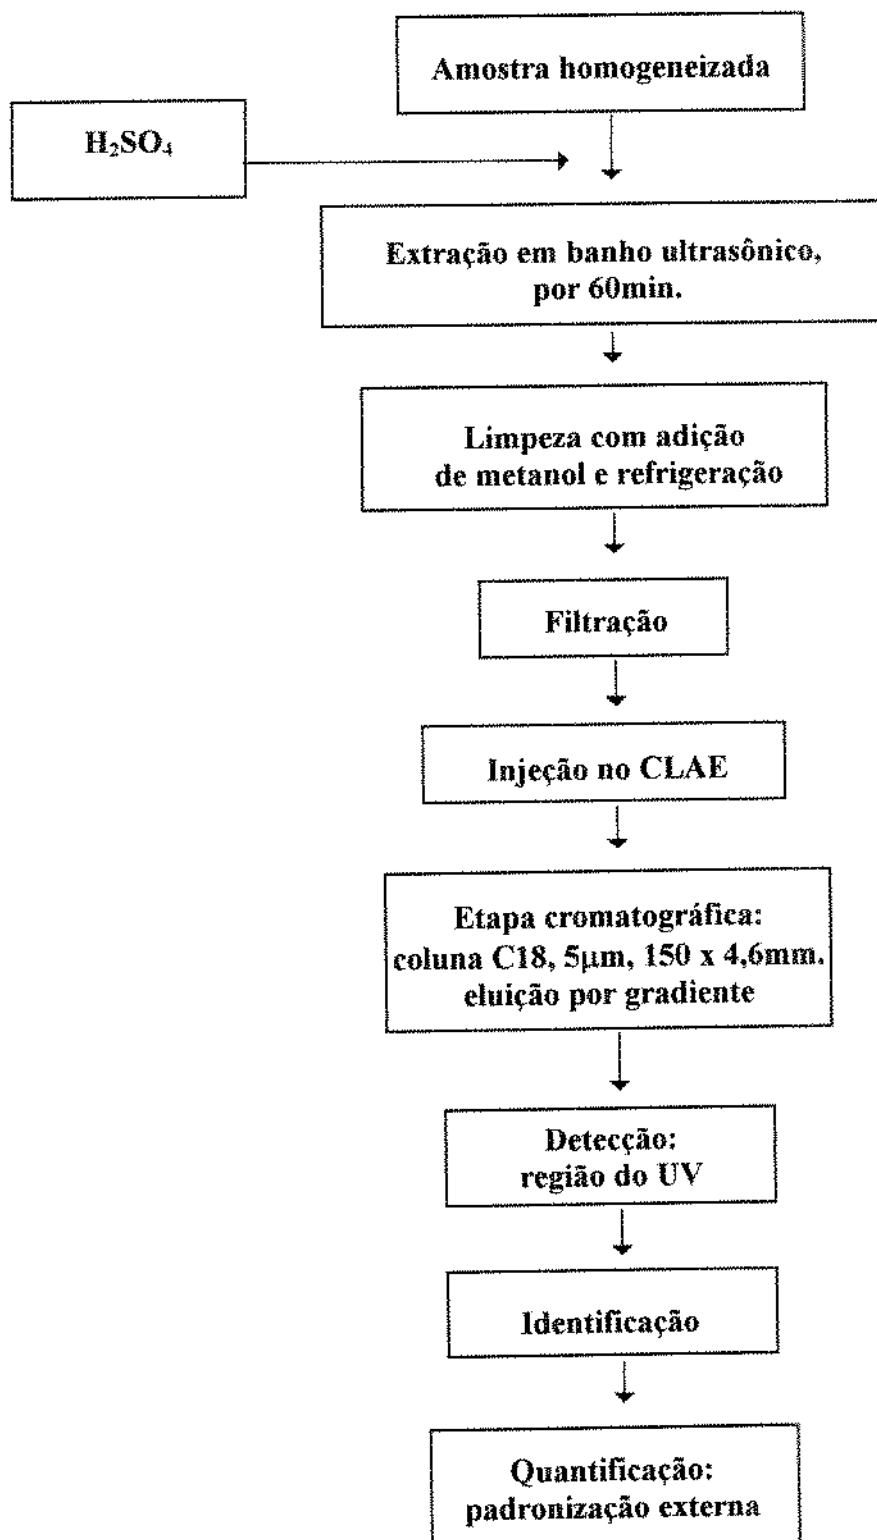 Amostra homogeneizada
H₂SO₄
Extração em banho ultrasônico,
por 60min.
Limpeza com adição
de metanol e refrigeração
Filtração
Injeção no CLAE
Etapa cromatográfica:
coluna C18, 5µm, 150 x 4,6mm.
eluição por gradiente
Detecção:
região do UV
Identificação
Quantificação:
padronização externa